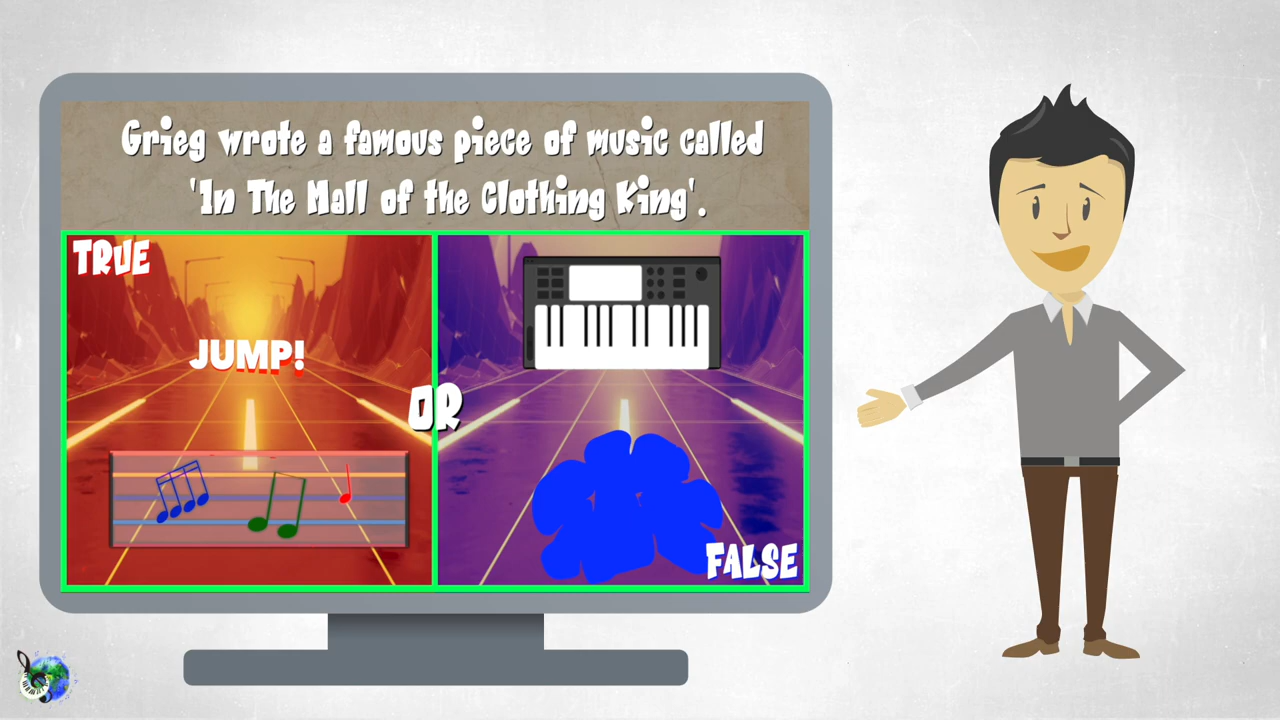 Grieg wrote a famous piece of music called
'In The Mall of the Clothing King'.
TRUE
JUMP!
OR
FALSE